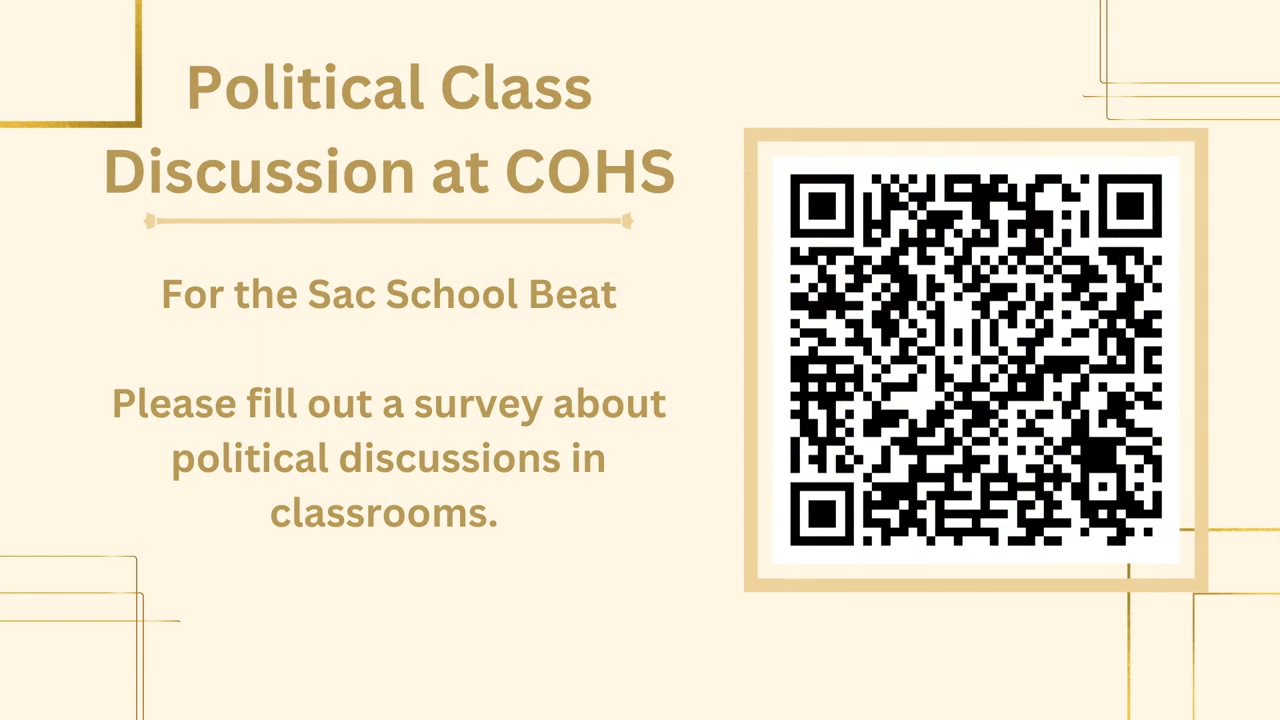 Political Class
Discussion at COHS
For the Sac School Beat
Please fill out a survey about
political discussions in
classrooms.